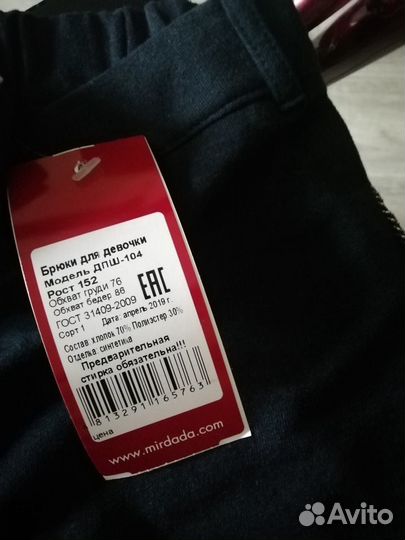 Брюки для девочки
Модель ДПШ-104
Рост 152
Обхват груди 76
Обхват бедер 86
ГОСТ 31409-2009
Сорт 1 Дата: апрель 2019 г.
Состав хлопок 70% Полиэстер 30%
Отделка синтетика
Предварительная
стирка обязательна!!!
EAC
813291165763
цена
www.mirdada.com
Avito